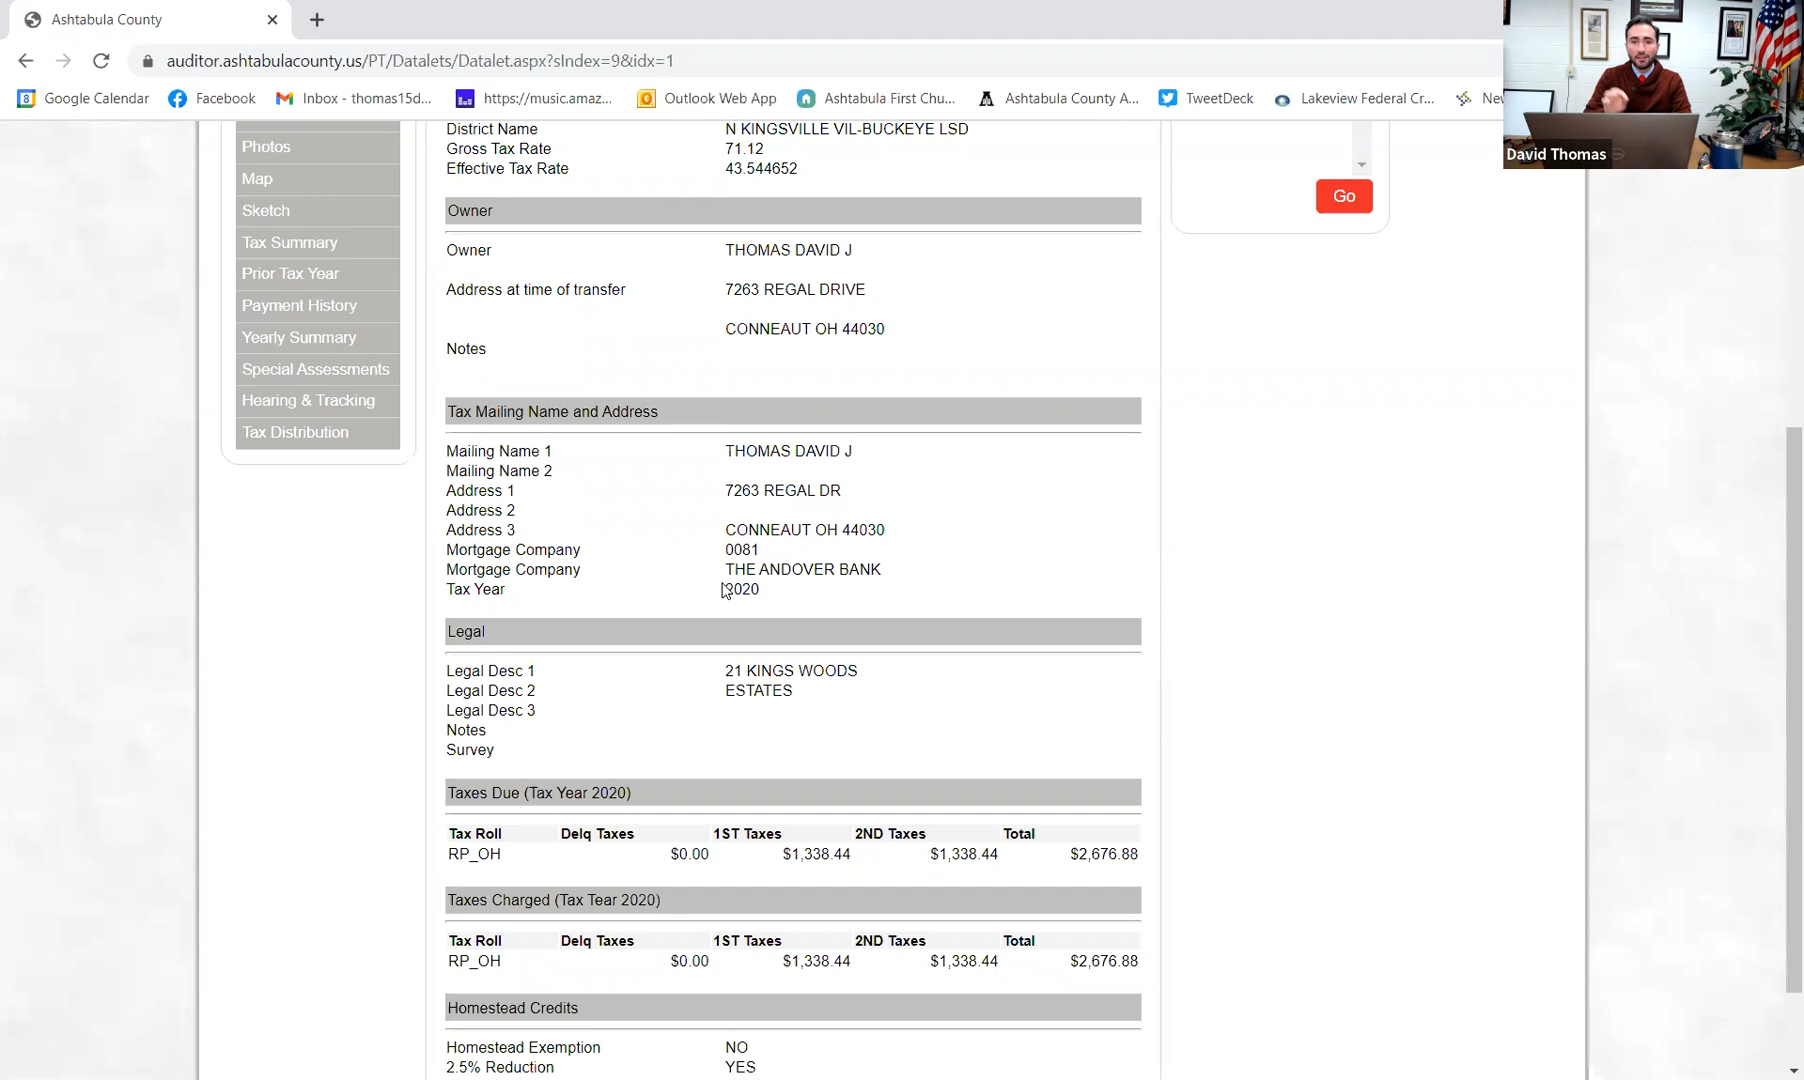 Ashtabula County
auditor.ashtabulacounty.us/PT/Datalets/Datalet.aspx?sIndex=9&idx=1
8 Google Calendar Facebook Inbox - thomas15d... https://music.amaz... Outlook Web App Ashtabula First Chu... Ashtabula County A... TweetDeck Lakeview Federal Cr... Nev
David Thomas
Photos
Map
Sketch
Tax Summary
Prior Tax Year
Payment History
Yearly Summary
Special Assessments
Hearing & Tracking
Tax Distribution
District Name N KINGSVILLE VIL-BUCKEYE LSD
Gross Tax Rate 71.12
Effective Tax Rate 43.544652
Go
Owner
Owner THOMAS DAVID J
Address at time of transfer 7263 REGAL DRIVE
CONNEAUT OH 44030
Notes
Tax Mailing Name and Address
Mailing Name 1 THOMAS DAVID J
Mailing Name 2
Address 1 7263 REGAL DR
Address 2
Address 3 CONNEAUT OH 44030
Mortgage Company 0081
Mortgage Company THE ANDOVER BANK
Tax Year 2020
Legal
Legal Desc 1 21 KINGS WOODS
Legal Desc 2 ESTATES
Legal Desc 3
Notes
Survey
Taxes Due (Tax Year 2020)
Tax Roll Delq Taxes 1ST Taxes 2ND Taxes Total
RP_OH $0.00 $1,338.44 $1,338.44 $2,676.88
Taxes Charged (Tax Tear 2020)
Tax Roll Delq Taxes 1ST Taxes 2ND Taxes Total
RP_OH $0.00 $1,338.44 $1,338.44 $2,676.88
Homestead Credits
Homestead Exemption NO
2.5% Reduction YES